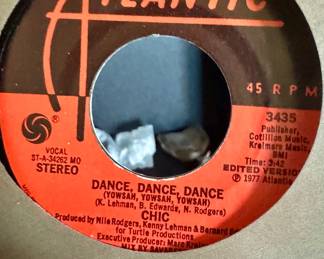 ATLANTIC
45 RPM
3435
Publisher,
Cotillion Music,
Kreimers Music,
BMI
Time: 3:42
EDITED VERSION
℗ 1977 Atlantic
®
VOCAL
ST-A-34262 MO
STEREO
DANCE, DANCE, DANCE
(YOWSAH, YOWSAH, YOWSAH)
(K. Lehman, B. Edwards, N. Rodgers)
CHIC
Produced by Nile Rodgers, Kenny Lehman & Bernard
for Turtle Productions
Executive Producer: Marc
MIX BY